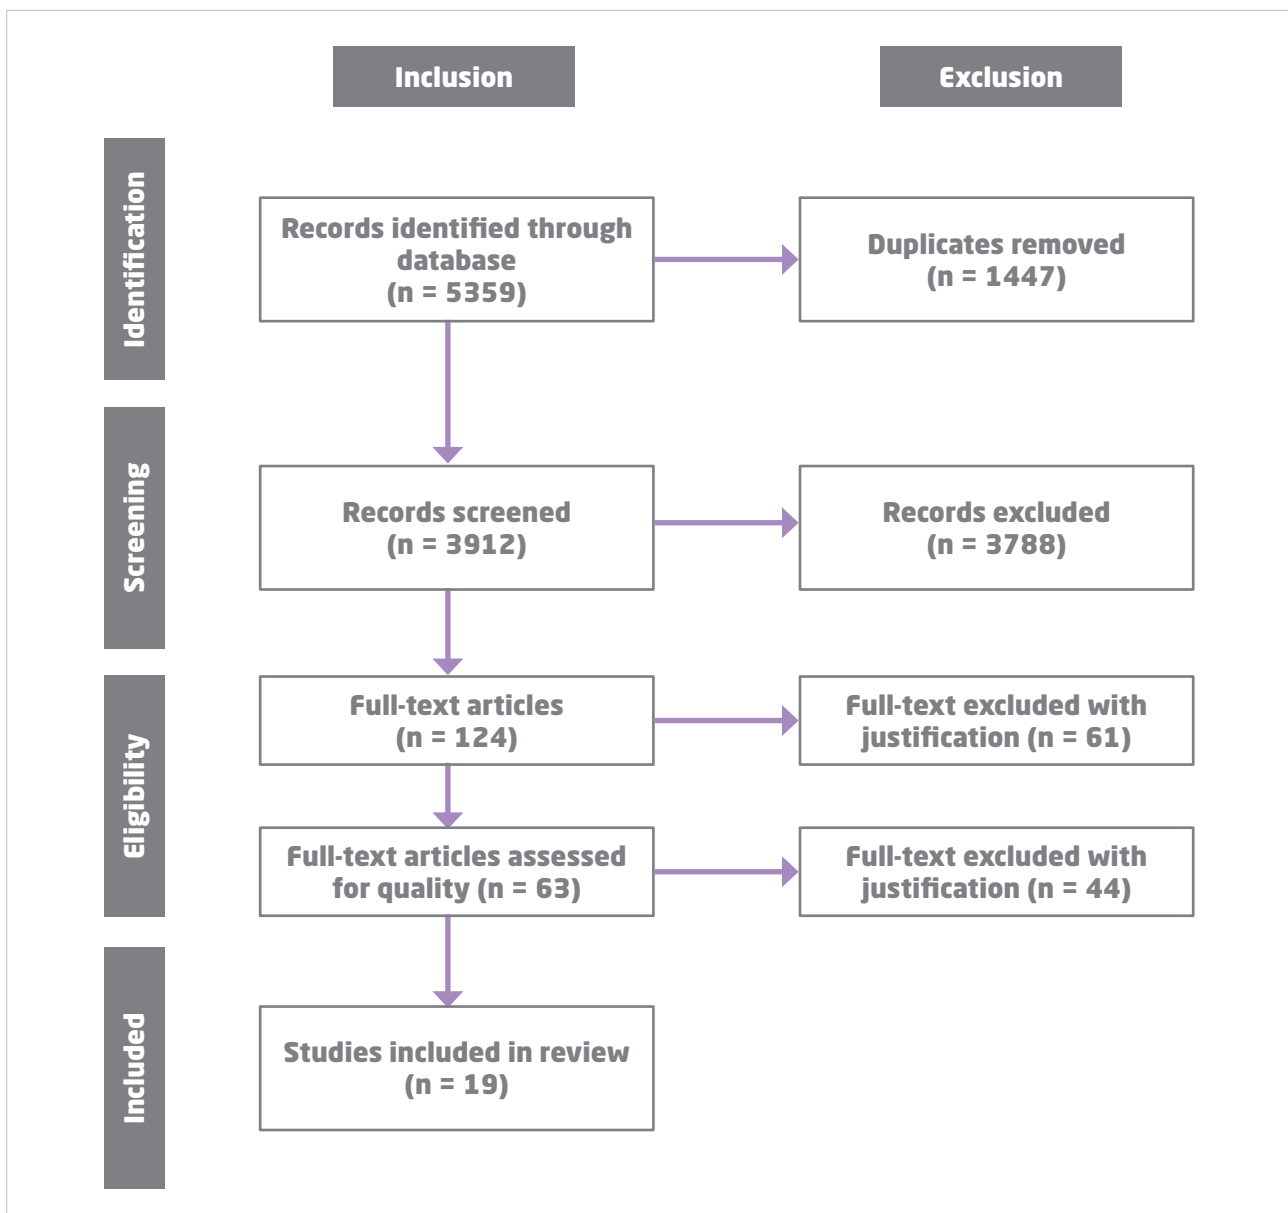 Inclusion
Exclusion
Identification
Records identified through
database
(n = 5359)
Duplicates removed
(n = 1447)
Screening
Records screened
(n = 3912)
Records excluded
(n = 3788)
Eligibility
Full-text articles
(n = 124)
Full-text excluded with
justification (n = 61)
Full-text articles assessed
for quality (n = 63)
Full-text excluded with
justification (n = 44)
Included
Studies included in review
(n = 19)